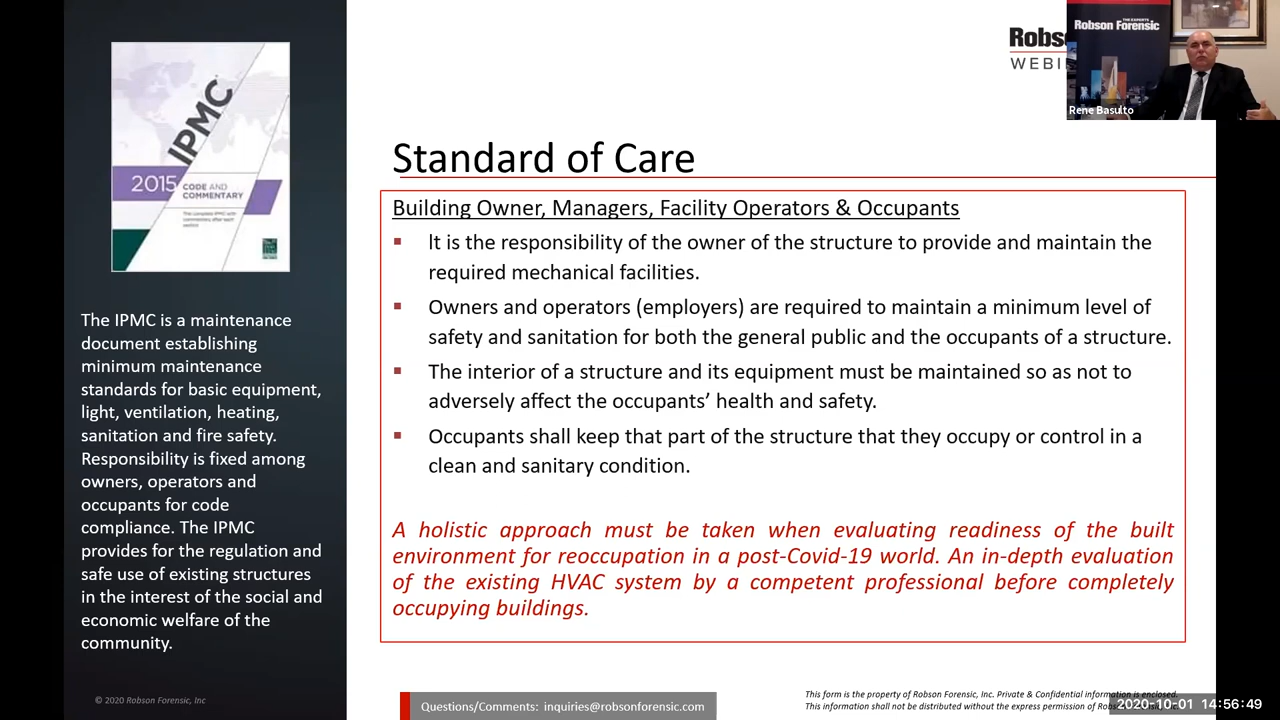 IPMC
2015
CODE AND
COMMENTARY
The IPMC is a maintenance
document establishing
minimum maintenance
standards for basic equipment,
light, ventilation, heating,
sanitation and fire safety.
Responsibility is fixed among
owners, operators and
occupants for code
compliance. The IPMC
provides for the regulation and
safe use of existing structures
in the interest of the social and
economic welfare of the
community.
© 2020 Robson Forensic, Inc
Robs
WEBI
THE EXPERTS
Robson Forensic
Rene Basulto
Standard of Care
Building Owner, Managers, Facility Operators & Occupants
▪ It is the responsibility of the owner of the structure to provide and maintain the
required mechanical facilities.
▪ Owners and operators (employers) are required to maintain a minimum level of
safety and sanitation for both the general public and the occupants of a structure.
▪ The interior of a structure and its equipment must be maintained so as not to
adversely affect the occupants’ health and safety.
▪ Occupants shall keep that part of the structure that they occupy or control in a
clean and sanitary condition.
A holistic approach must be taken when evaluating readiness of the built
environment for reoccupation in a post-Covid-19 world. An in-depth evaluation
of the existing HVAC system by a competent professional before completely
occupying buildings.
Questions/Comments: inquiries@robsonforensic.com
This form is the property of Robson Forensic, Inc. Private & Confidential information is enclosed.
This information shall not be distributed without the express permission of
2020-10-01 14:56:49